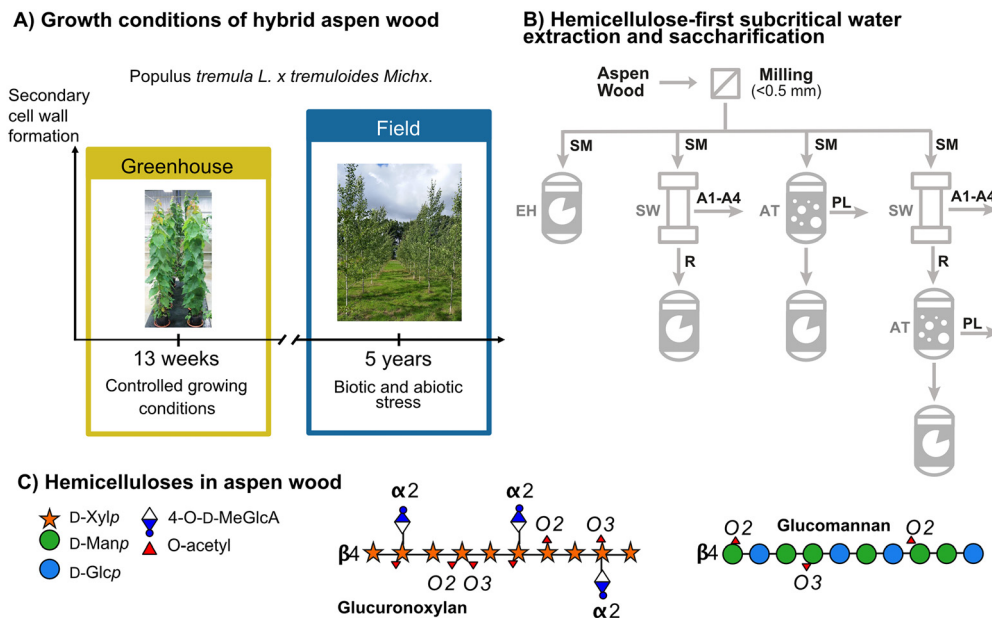 A) Growth conditions of hybrid aspen wood
Populus tremula L. x tremuloides Michx.
Secondary
cell wall
formation
Greenhouse
Field
13 weeks
5 years
Controlled growing
conditions
Biotic and abiotic
stress
B) Hemicellulose-first subcritical water
extraction and saccharification
Aspen
Wood
Milling
(<0.5 mm)
SM
SM
SM
SM
EH
SW
A1-A4
AT
PL
SW
A1-A4
R
R
AT
PL
C) Hemicelluloses in aspen wood
D-Xylp
D-Manp
D-Glcp
4-O-D-MeGlcA
O-acetyl
α2
α2
O2
O3
β4
O2
O3
α2
Glucuronoxylan
Glucomannan
O2
O2
β4
O3